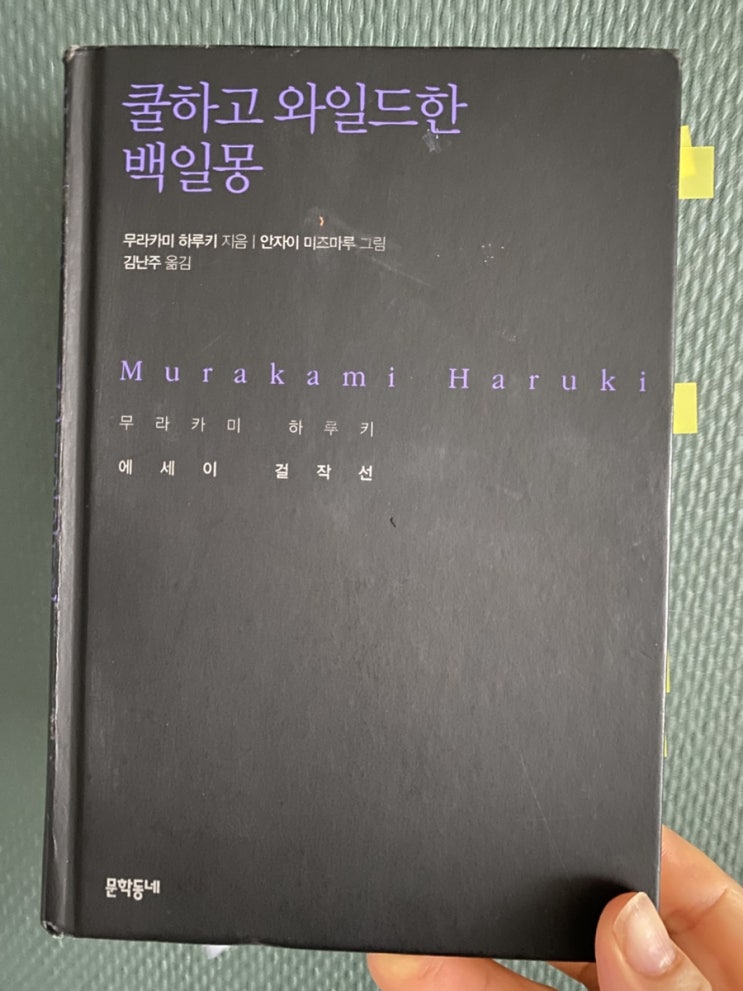 쿨하고 와일드한
백일몽
무라카미 하루키 지음 | 안자이 미즈마루 그림
김난주 옮김
Murakami Haruki
무라카미 하루키
에세이 걸작선
문학동네